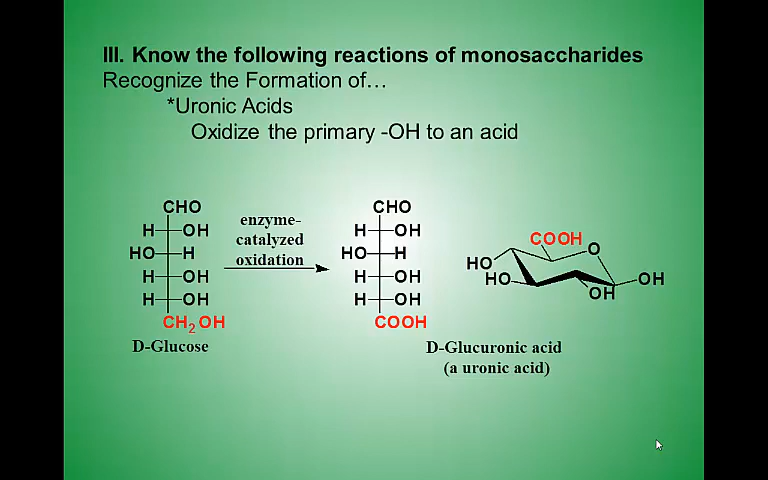 III. Know the following reactions of monosaccharides
Recognize the Formation of…
*Uronic Acids
Oxidize the primary -OH to an acid
CHO
H OH
HO H
H OH
H OH
CH2OH
D-Glucose
enzyme-
catalyzed
oxidation
CHO
H OH
HO H
H OH
H OH
COOH
COOH
O
HO
HO
OH
OH
D-Glucuronic acid
(a uronic acid)